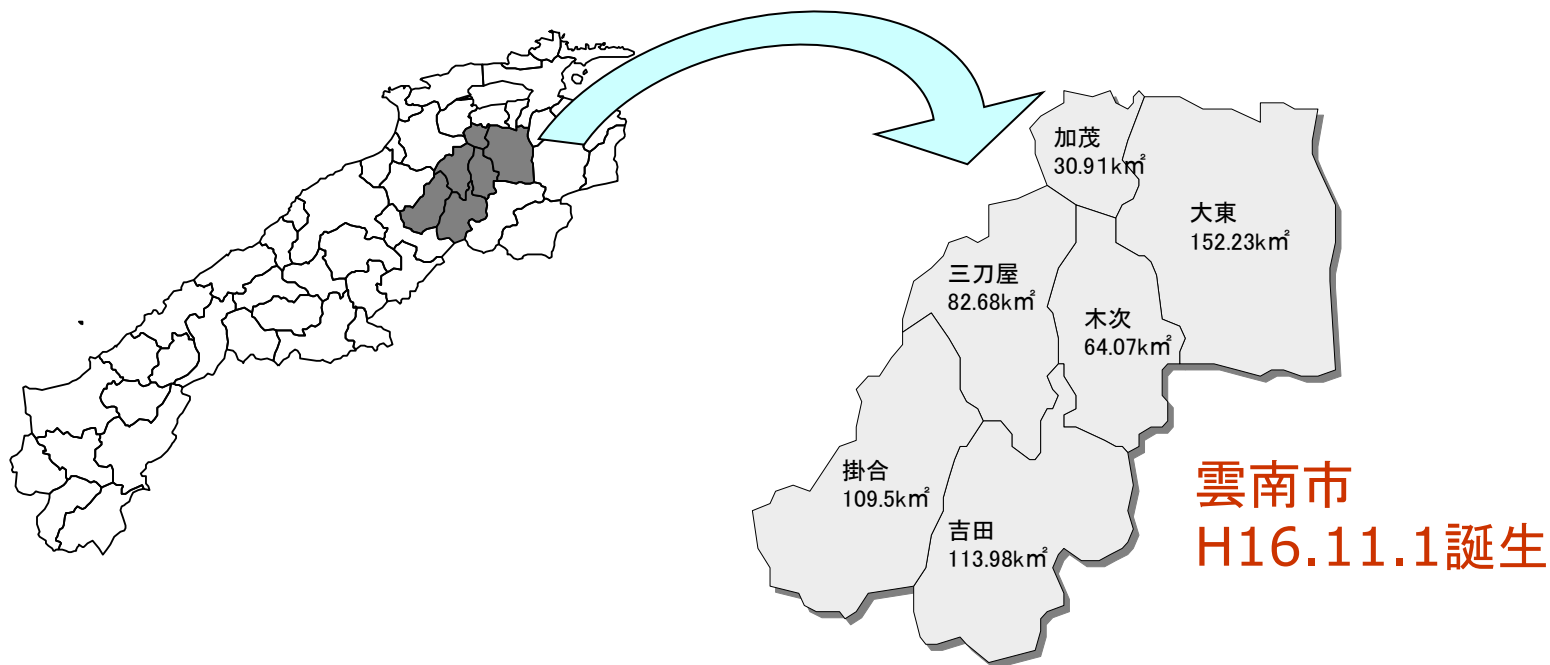 加茂
30.91k㎡
大東
152.23k㎡
三刀屋
82.68k㎡
木次
64.07k㎡
掛合
109.5k㎡
吉田
113.98k㎡
雲南市
H16.11.1誕生